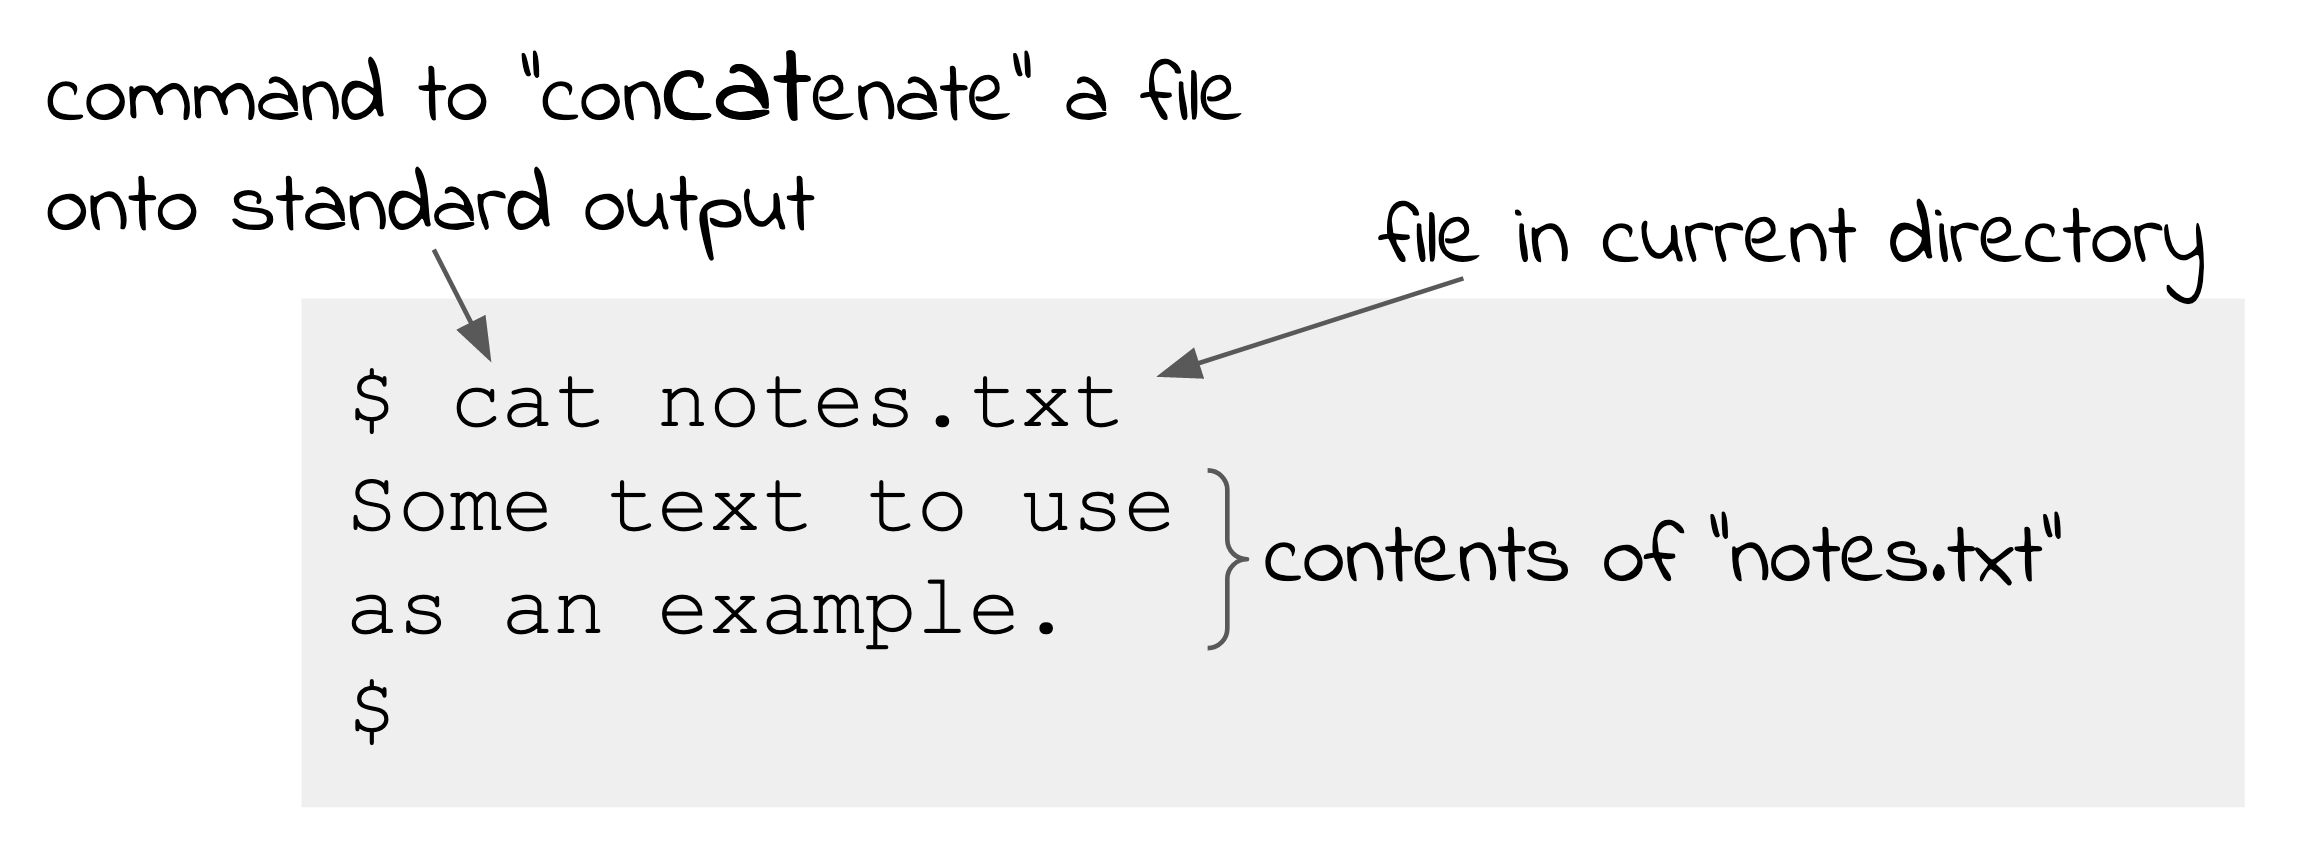 command to "concatenate" a file
onto standard output
file in current directory
$ cat notes.txt
Some text to use
as an example.
contents of "notes.txt"
$